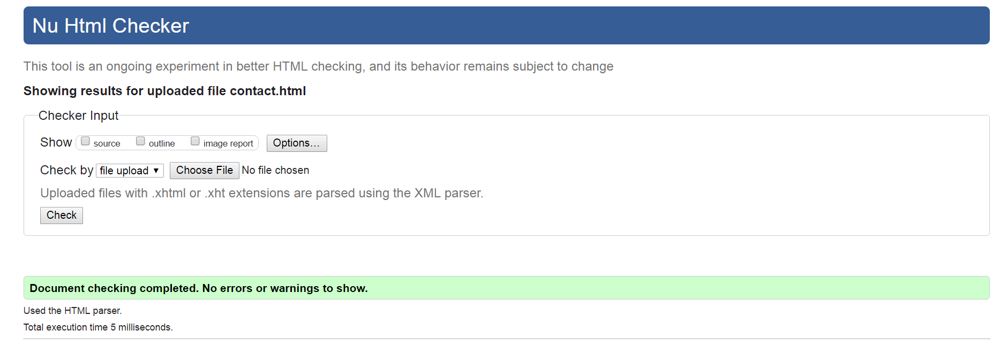 Nu Html Checker
This tool is an ongoing experiment in better HTML checking, and its behavior remains subject to change
Showing results for uploaded file contact.html
Checker Input
Show source outline image report Options...
Check by file upload Choose File No file chosen
Uploaded files with .xhtml or .xht extensions are parsed using the XML parser.
Check
Document checking completed. No errors or warnings to show.
Used the HTML parser.
Total execution time 5 milliseconds.